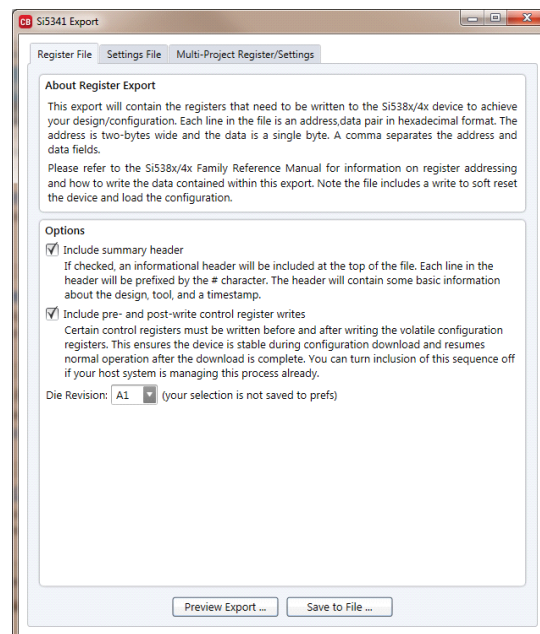 CB Si5341 Export
Register File Settings File Multi-Project Register/Settings
About Register Export
This export will contain the registers that need to be written to the Si538x/4x device to achieve
your design/configuration. Each line in the file is an address,data pair in hexadecimal format. The
address is two-bytes wide and the data is a single byte. A comma separates the address and
data fields.
Please refer to the Si538x/4x Family Reference Manual for information on register addressing
and how to write the data contained within this export. Note the file includes a write to soft reset
the device and load the configuration.
Options
Include summary header
If checked, an informational header will be included at the top of the file. Each line in the
header will be prefixed by the # character. The header will contain some basic information
about the design, tool, and a timestamp.
Include pre- and post-write control register writes
Certain control registers must be written before and after writing the volatile configuration
registers. This ensures the device is stable during configuration download and resumes
normal operation after the download is complete. You can turn inclusion of this sequence off
if your host system is managing this process already.
Die Revision: A1 (your selection is not saved to prefs)
Preview Export ... Save to File ...